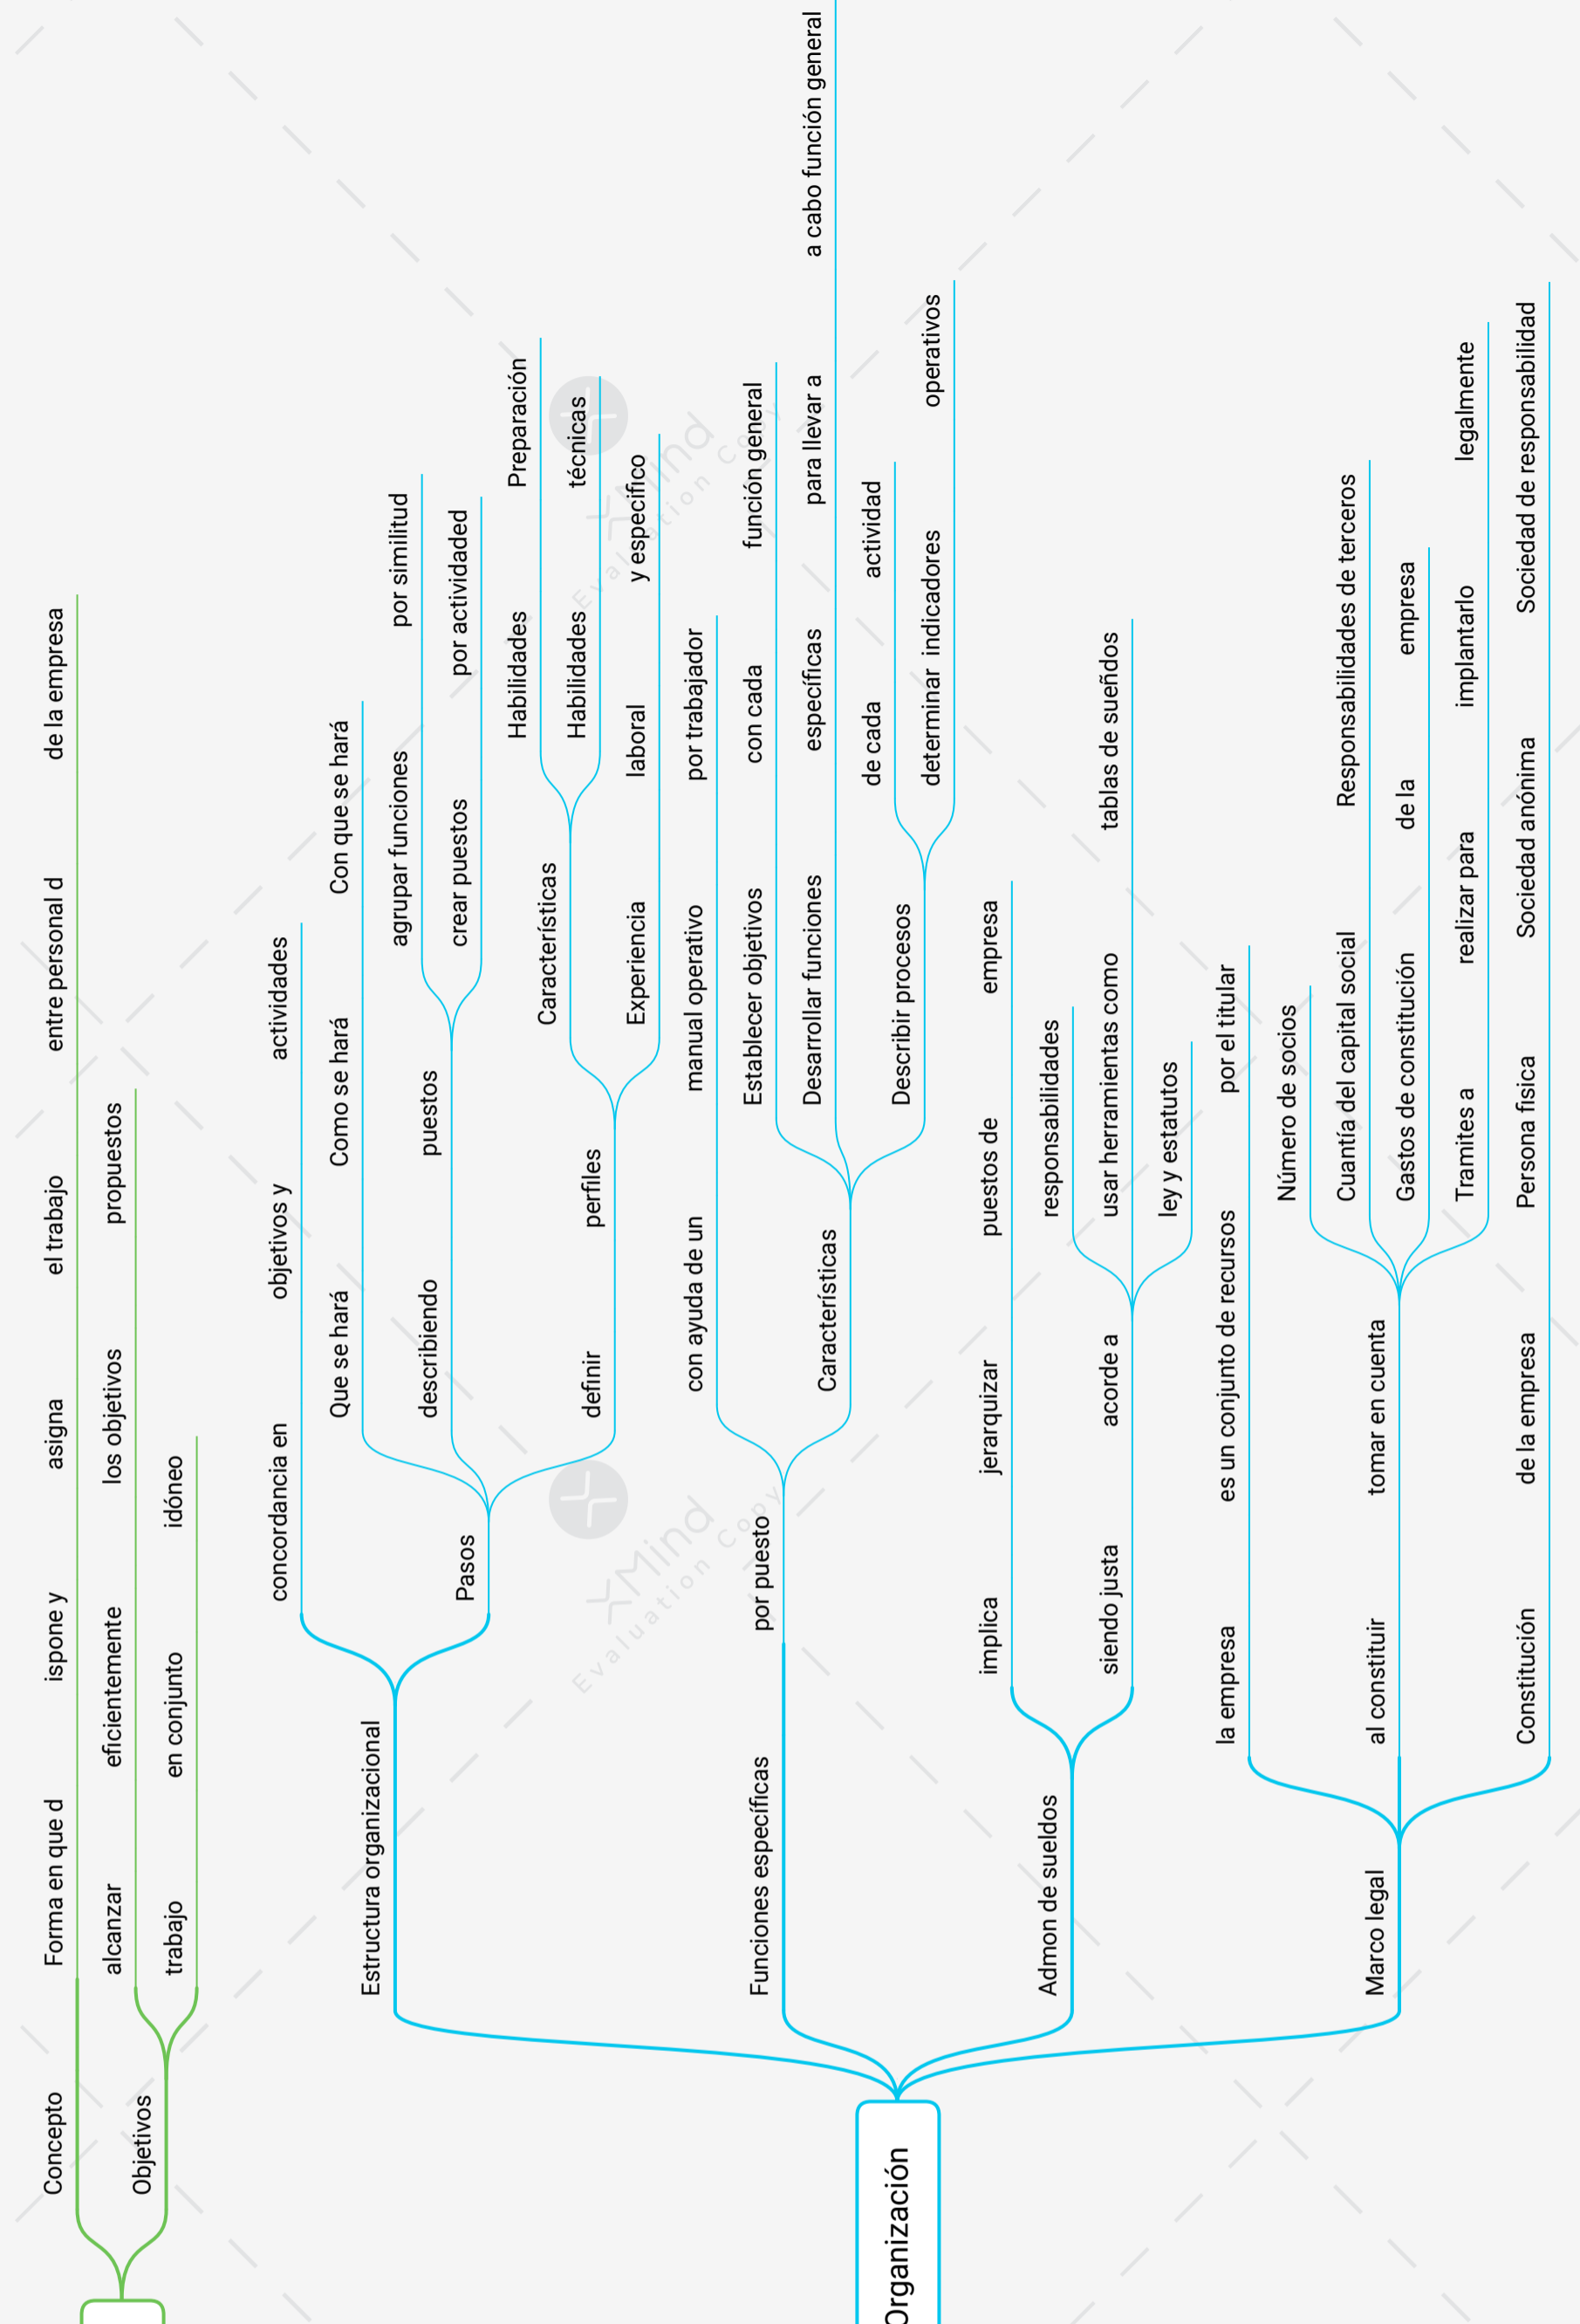 Concepto Forma en que d ispone y asigna el trabajo entre personal d de la empresa
Objetivos
alcanzar eficientemente los objetivos propuestos
trabajo en conjunto idóneo
Organización
Estructura organizacional
concordancia en objetivos y actividades
Pasos
Que se hará Como se hará Con que se hará
describiendo puestos
agrupar funciones por similitud
crear puestos por actividaded
definir perfiles
Características
Habilidades Preparación
Habilidades técnicas
Experiencia laboral y especifico
Funciones específicas por puesto
con ayuda de un manual operativo por trabajador
Características
Establecer objetivos con cada función general
Desarrollar funciones específicas para llevar a a cabo función general
Describir procesos
de cada actividad
determinar indicadores operativos
Admon de sueldos
implica jerarquizar puestos de empresa
siendo justa acorde a
responsabilidades
usar herramientas como tablas de sueñdos
ley y estatutos
Marco legal
la empresa es un conjunto de recursos por el titular
al constituir tomar en cuenta
Número de socios
Cuantía del capital social Responsabilidades de terceros
Gastos de constitución de la empresa
Tramites a realizar para implantarlo legalmente
Constitución de la empresa Persona fisica Sociedad anónima Sociedad de responsabilidad
XMind
Evaluation Copy
XMind
Evaluation Copy